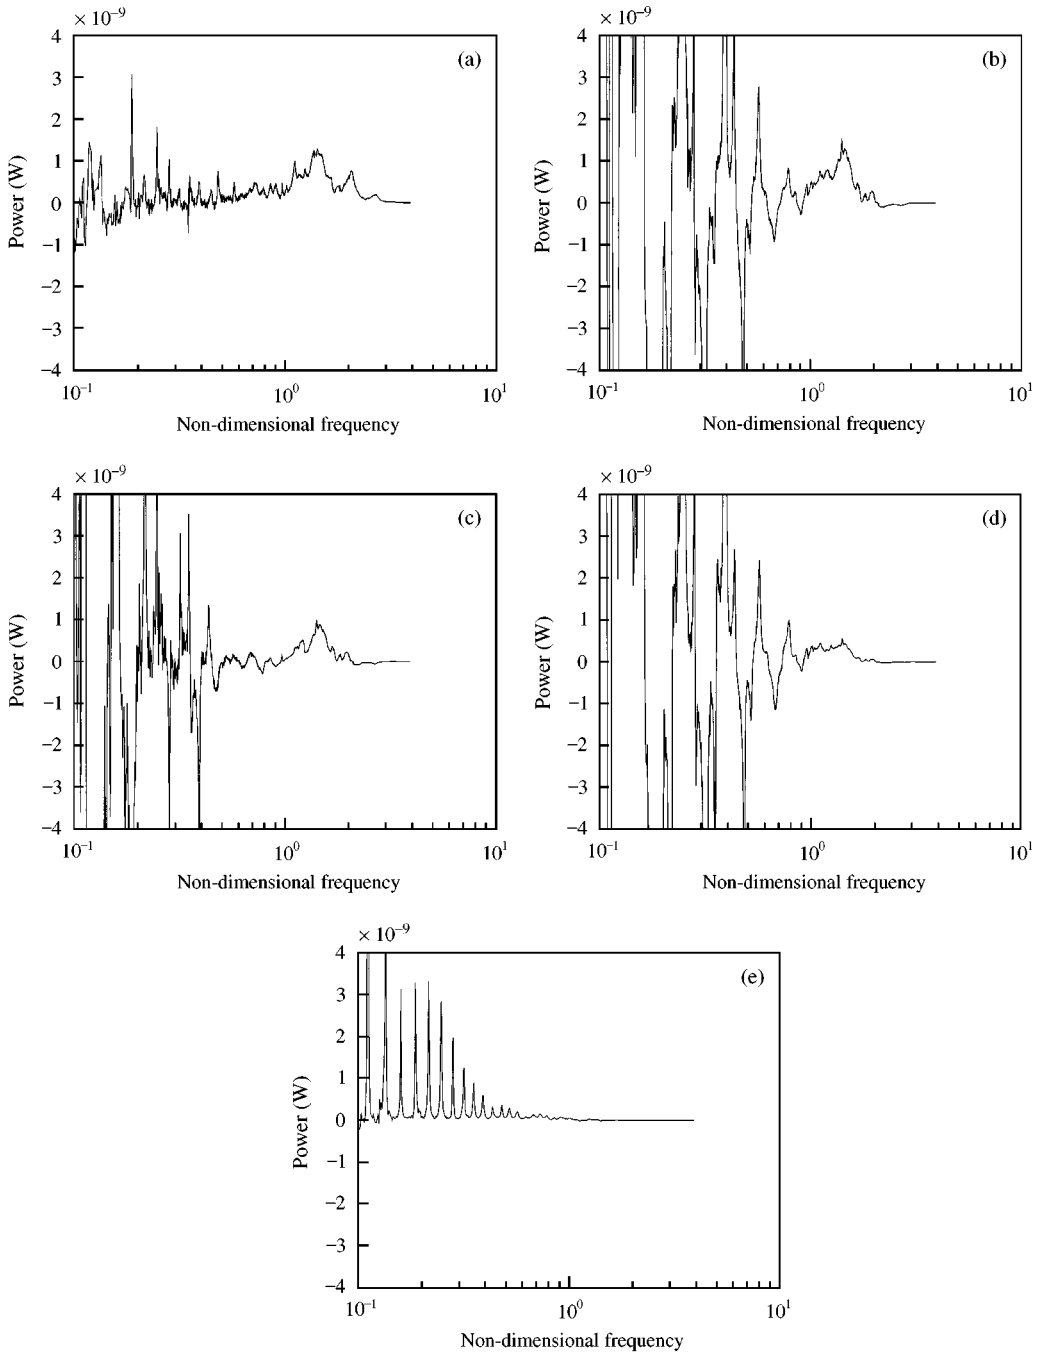 × 10⁻⁹
(a)
4
3
2
1
0
−1
−2
−3
−4
Power (W)
10⁻¹ 10⁰ 10¹
Non-dimensional frequency
× 10⁻⁹
(b)
4
3
2
1
0
−1
−2
−3
−4
Power (W)
10⁻¹ 10⁰ 10¹
Non-dimensional frequency
× 10⁻⁹
(c)
4
3
2
1
0
−1
−2
−3
−4
Power (W)
10⁻¹ 10⁰ 10¹
Non-dimensional frequency
× 10⁻⁹
(d)
4
3
2
1
0
−1
−2
−3
−4
Power (W)
10⁻¹ 10⁰ 10¹
Non-dimensional frequency
× 10⁻⁹
(e)
4
3
2
1
0
−1
−2
−3
−4
Power (W)
10⁻¹ 10⁰ 10¹
Non-dimensional frequency